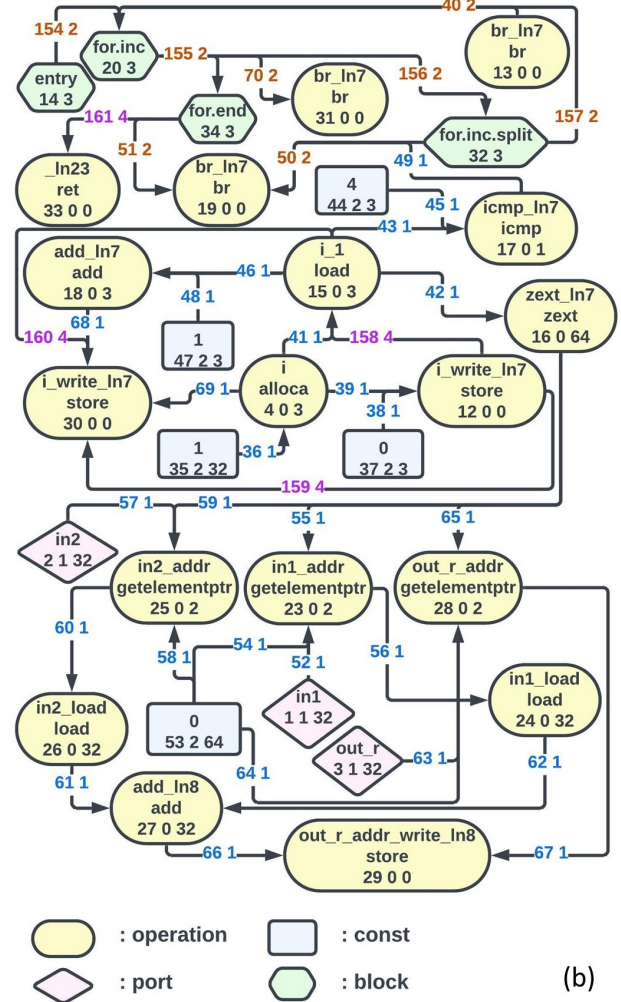 40 2
154 2
for.inc
20 3
155 2
br_ln7
br
13 0 0
entry
14 3
70 2
br_ln7
br
31 0 0
156 2
161 4
for.end
34 3
157 2
for.inc.split
32 3
51 2
50 2
49 1
_ln23
ret
33 0 0
br_ln7
br
19 0 0
4
44 2 3
45 1
icmp_ln7
icmp
17 0 1
43 1
add_ln7
add
18 0 3
46 1
i_1
load
15 0 3
42 1
48 1
zext_ln7
zext
16 0 64
68 1
160 4
1
47 2 3
41 1
158 4
i_write_ln7
store
30 0 0
69 1
i
alloca
4 0 3
39 1
38 1
i_write_ln7
store
12 0 0
1
35 2 32
36 1
0
37 2 3
159 4
57 1
59 1
55 1
65 1
in2
2 1 32
in2_addr
getelementptr
25 0 2
in1_addr
getelementptr
23 0 2
out_r_addr
getelementptr
28 0 2
60 1
58 1
54 1
52 1
56 1
in2_load
load
26 0 32
0
53 2 64
in1
1 1 32
in1_load
load
24 0 32
out_r
3 1 32
63 1
64 1
62 1
61 1
add_ln8
add
27 0 32
66 1
out_r_addr_write_ln8
store
29 0 0
67 1
: operation
: const
: port
: block
(b)